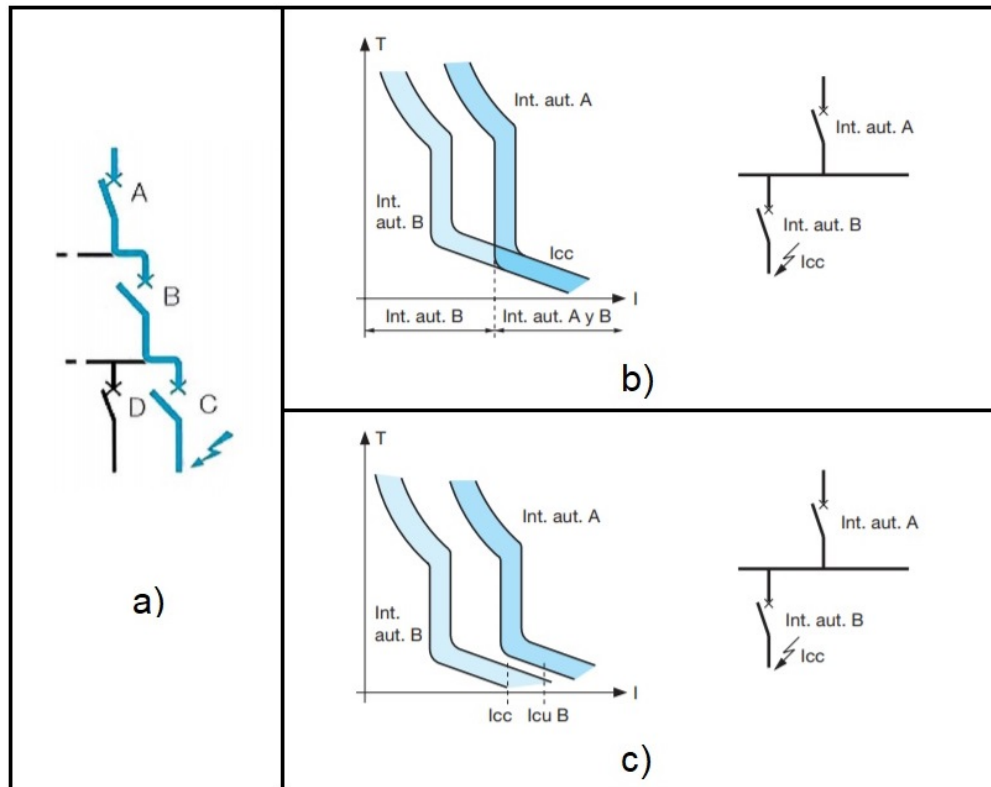 A
B
D
C
a)
T
Int. aut. A
Int.
aut. B
Icc
I
Int. aut. B
Int. aut. A y B
Int. aut. A
Int. aut. B
Icc
b)
T
Int. aut. A
Int.
aut. B
I
Icc
Icu B
Int. aut. A
Int. aut. B
Icc
c)